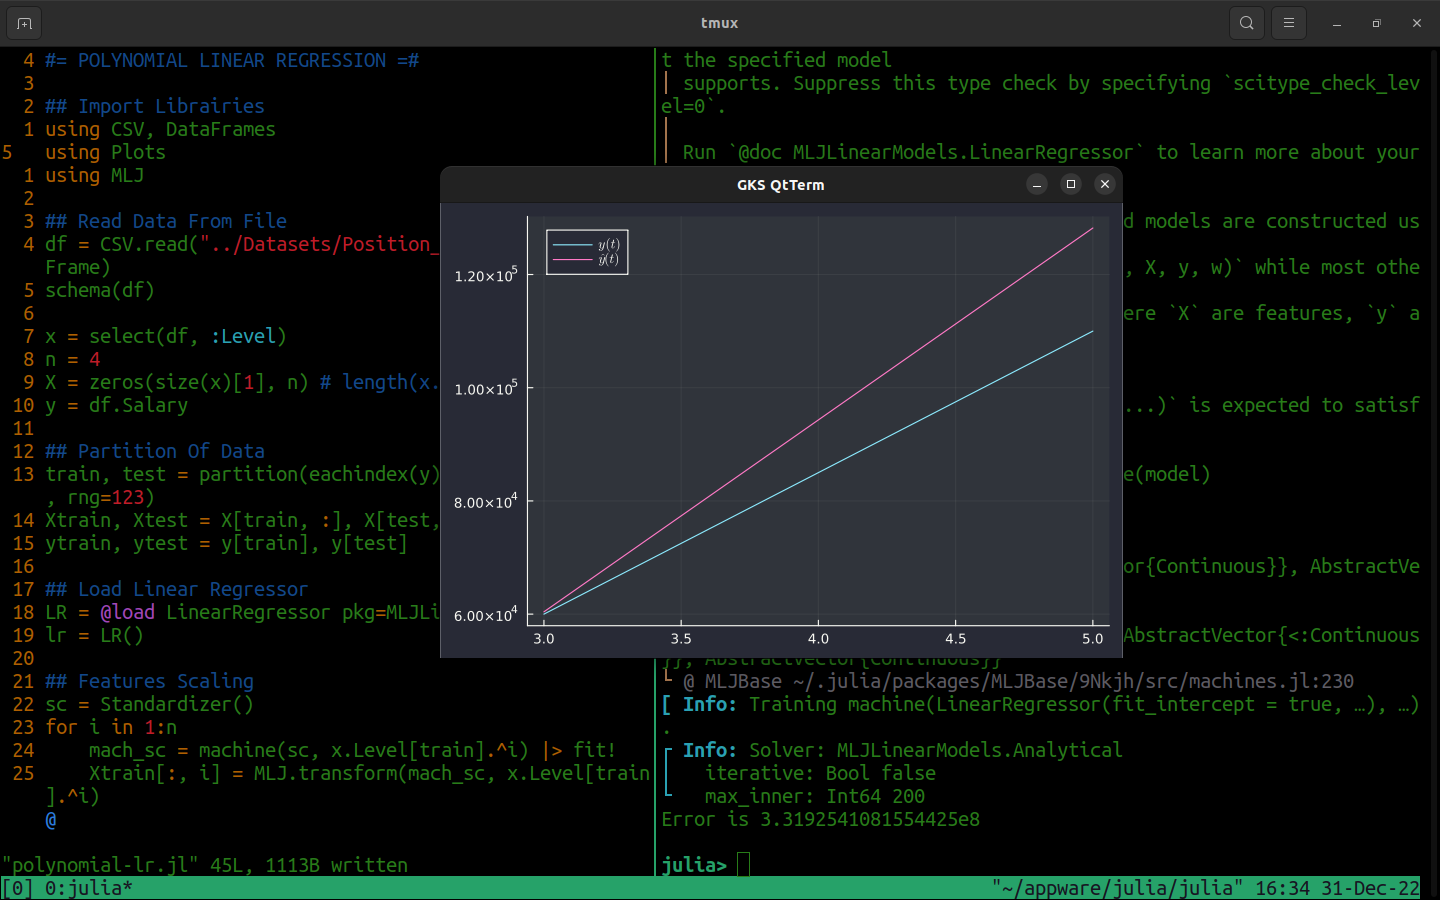 tmux
4 #= POLYNOMIAL LINEAR REGRESSION =#
3
2 ## Import Librairies
1 using CSV, DataFrames
5 using Plots
1 using MLJ
2
3 ## Read Data From File
4 df = CSV.read("../Datasets/Position_
Frame)
5 schema(df)
6
7 x = select(df, :Level)
8 n = 4
9 X = zeros(size(x)[1], n) # length(x.
10 y = df.Salary
11
12 ## Partition Of Data
13 train, test = partition(eachindex(y)
, rng=123)
14 Xtrain, Xtest = X[train, :], X[test,
15 ytrain, ytest = y[train], y[test]
16
17 ## Load Linear Regressor
18 LR = @load LinearRegressor pkg=MLJLi
19 lr = LR()
20
21 ## Features Scaling
22 sc = Standardizer()
23 for i in 1:n
24 mach_sc = machine(sc, x.Level[train].^i) |> fit!
25 Xtrain[:, i] = MLJ.transform(mach_sc, x.Level[train
].^i)
@
"polynomial-lr.jl" 45L, 1113B written
t the specified model
supports. Suppress this type check by specifying `scitype_check_lev
el=0`.
Run `@doc MLJLinearModels.LinearRegressor` to learn more about your
d models are constructed us
, X, y, w)` while most othe
ere `X` are features, `y` a
...)` is expected to satisf
e(model)
or{Continuous}}, AbstractVe
AbstractVector{<:Continuous
}}, AbstractVector{Continuous}}
@ MLJBase ~/.julia/packages/MLJBase/9Nkjh/src/machines.jl:230
[ Info: Training machine(LinearRegressor(fit_intercept = true, …), …)
.
Info: Solver: MLJLinearModels.Analytical
iterative: Bool false
max_inner: Int64 200
Error is 3.3192541081554425e8
julia>
GKS QtTerm
y(t)
ŷ(t)
1.20×10⁵
1.00×10⁵
8.00×10⁴
6.00×10⁴
3.0 3.5 4.0 4.5 5.0
[0] 0:julia* "~/appware/julia/julia" 16:34 31-Dec-22